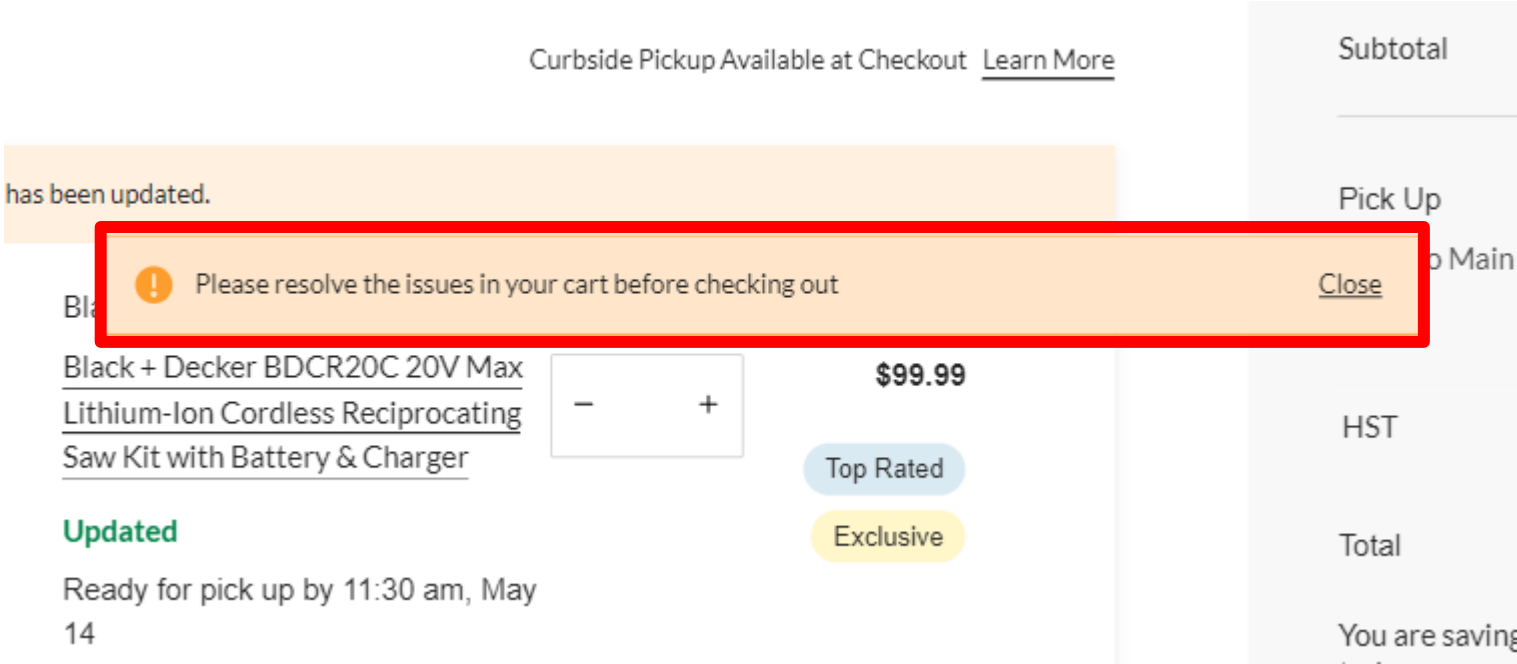 Curbside Pickup Available at Checkout Learn More
has been updated.
Please resolve the issues in your cart before checking out Close
Black + Decker BDCR20C 20V Max
Lithium-Ion Cordless Reciprocating
Saw Kit with Battery & Charger
− +
$99.99
Top Rated
Exclusive
Updated
Ready for pick up by 11:30 am, May
14
Subtotal
Pick Up
Main
HST
Total
You are saving